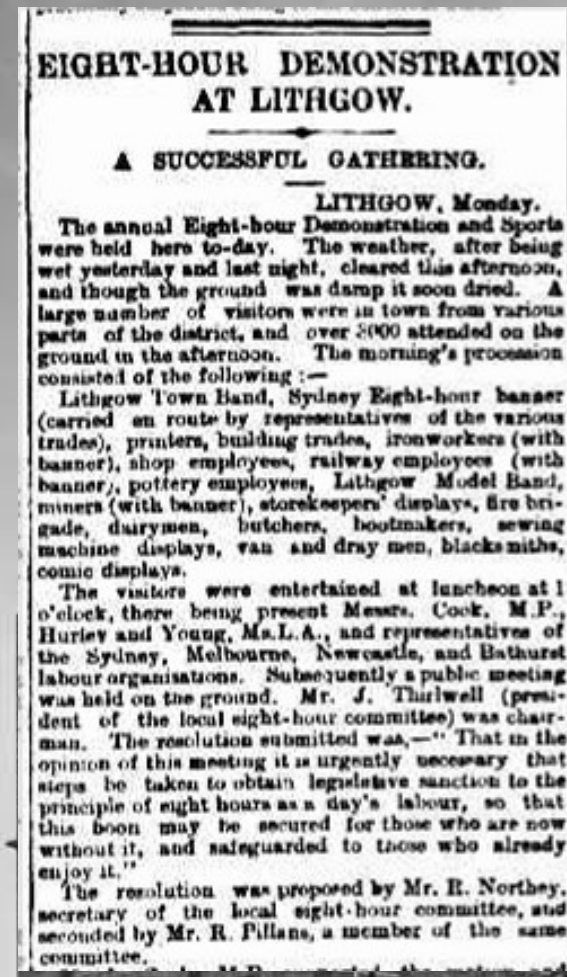 EIGHT-HOUR DEMONSTRATION
AT LITHGOW.
A SUCCESSFUL GATHERING.
LITHGOW, Monday.
The annual Eight-hour Demonstration and Sports
were held here to-day. The weather, after being
wet yesterday and last night, cleared this afternoon,
and though the ground was damp it soon dried. A
large number of visitors were in town from various
parts of the district, and over 3000 attended on the
ground in the afternoon. The morning's procession
consisted of the following :—
Lithgow Town Band, Sydney Eight-hour banner
(carried en route by representatives of the various
trades), printers, building trades, ironworkers (with
banner), shop employees, railway employees (with
banner), pottery employees, Lithgow Model Band,
miners (with banner), storekeepers' displays, fire bri-
gade, dairymen, butchers, bootmakers, sewing
machine displays, van and dray men, blacksmiths,
comic displays.
The visitors were entertained at luncheon at 1
o'clock, there being present Messrs. Cook, M.P.,
Hurley and Young, Ms.L.A., and representatives of
the Sydney, Melbourne, Newcastle, and Bathurst
labour organisations. Subsequently a public meeting
was held on the ground. Mr. J. Thirlwell (presi-
dent of the local eight-hour committee) was chair-
man. The resolution submitted was,—" That in the
opinion of this meeting it is urgently necessary that
steps be taken to obtain legislative sanction to the
principle of eight hours as a day's labour, so that
this boon may be secured for those who are now
without it, and safeguarded to those who already
enjoy it."
The resolution was proposed by Mr. R. Northey,
secretary of the local eight-hour committee, and
seconded by Mr. R. Pillans, a member of the same
committee.